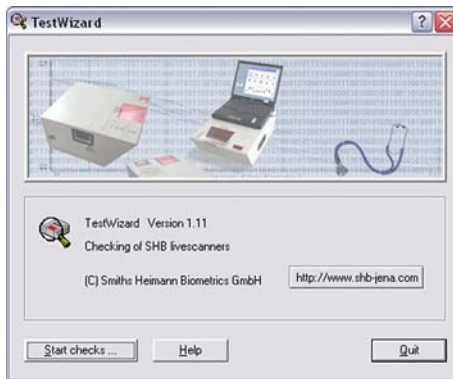 TestWizard
TestWizard Version 1.11
Checking of SHB livescanners
(C) Smiths Heimann Biometrics GmbH
http://www.shb-jena.com
Start checks ...
Help
Quit